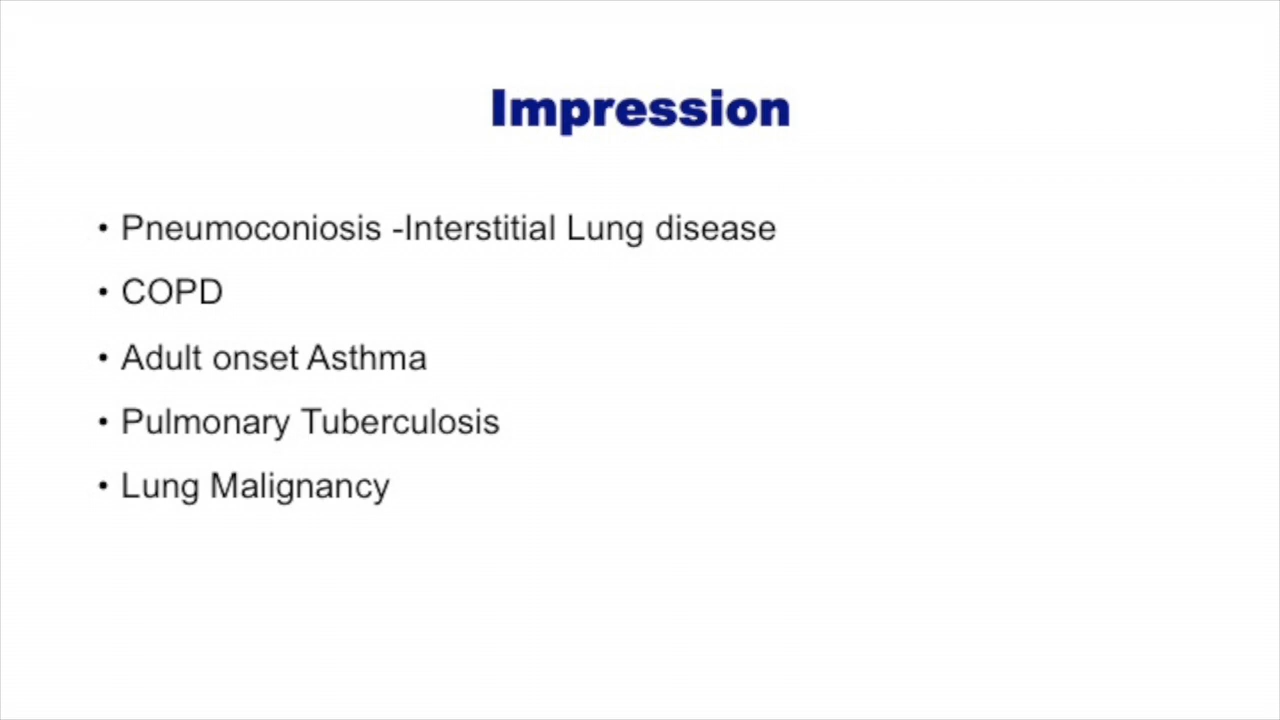 Impression
• Pneumoconiosis -Interstitial Lung disease
• COPD
• Adult onset Asthma
• Pulmonary Tuberculosis
• Lung Malignancy